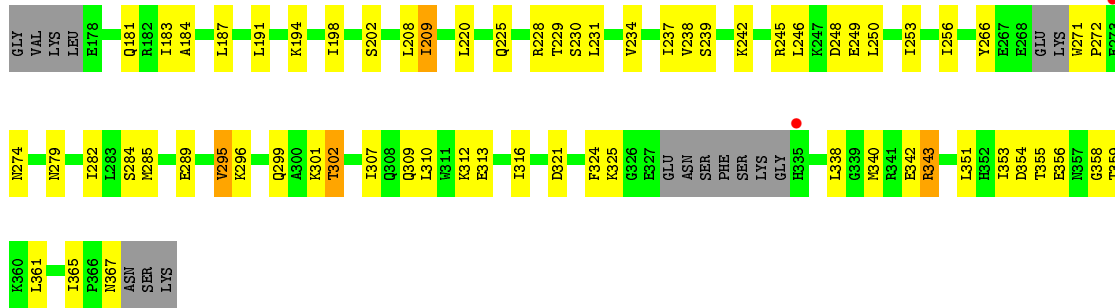 GLY VAL LYS LEU E178 Q181 R182 I183 A184 L187 L191 K194 I198 S202 L208 I209 L220 Q225 R228 T229 S230 L231 V234 I237 V238 S239 K242 R245 L246 K247 D248 E249 L250 I253 I256 Y266 E267 E268 GLU LYS W271 P272
N274 N279 I282 L283 S284 M285 E289 V295 K296 Q299 A300 K301 T302 I307 Q308 Q309 L310 W311 K312 E313 I316 D321 F324 K325 G326 E327 GLU ASN SER PHE SER LYS GLY H335 L338 G339 M340 R341 E342 R343 L351 H352 I353 D354 T355 E356 N357 G358 T359
K360 L361 I365 P366 N367 ASN SER LYS